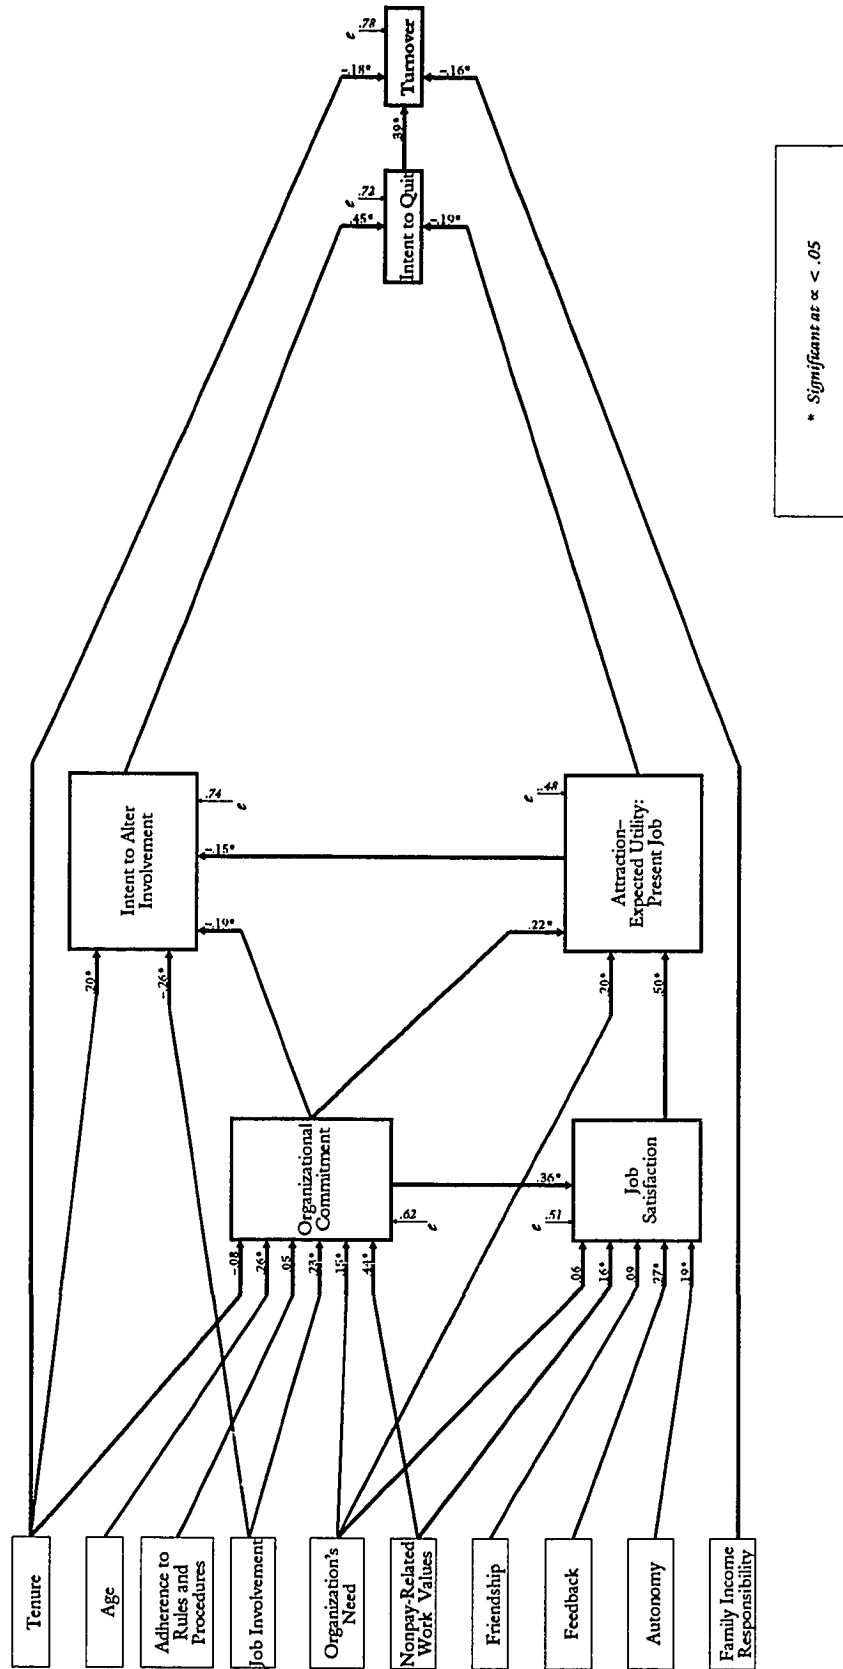 Tenure
Age
Adherence to
Rules and
Procedures
Job Involvement
Organization's
Need
Nonpay-Related
Work Values
Friendship
Feedback
Autonomy
Family Income
Responsibility
-.08
.26*
.05
.23*
.15*
.44*
Organizational
Commitment
.62
e
.36*
.06
.16*
.09
.27*
.19*
e
.51
Job
Satisfaction
.20*
-.26*
-.19*
-.15*
Intent to Alter
Involvement
.74
e
.22*
.20*
.50*
e
.48
Attraction–
Expected Utility:
Present Job
.45*
e
.72
Intent to Quit
-.19*
.39*
-.18*
e
.78
Turnover
-.16*
* Significant at ∝ < .05